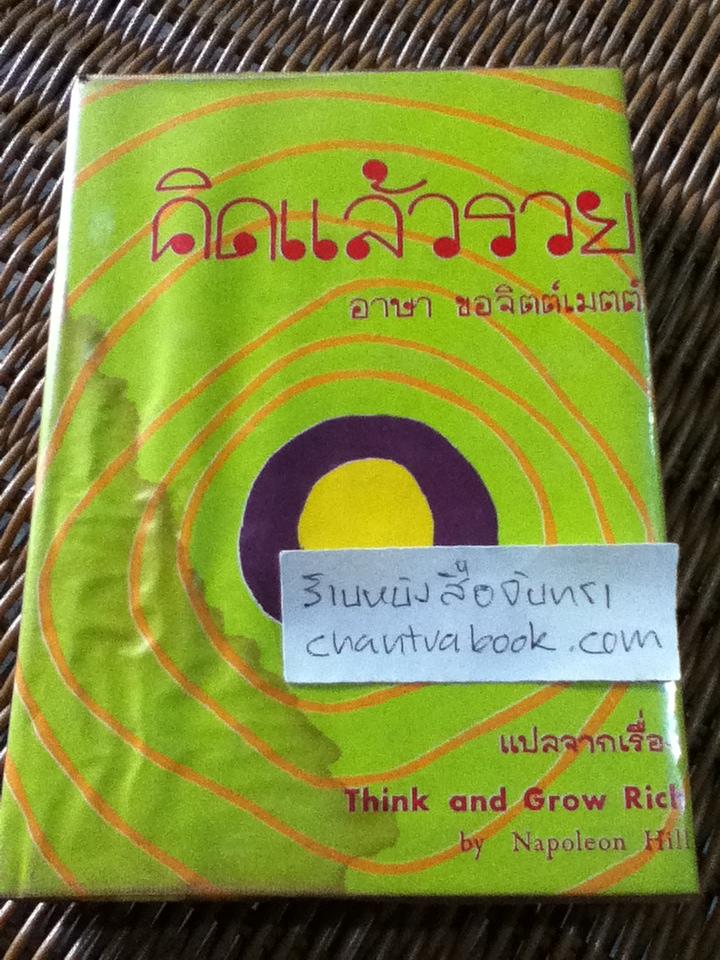 คิดแล้วรวย
อาษา ขอจิตต์เมตต์
ร้านหนังสือจันทรา
chantrabook.com
แปลจากเรื่อง
Think and Grow Rich
by Napoleon Hill